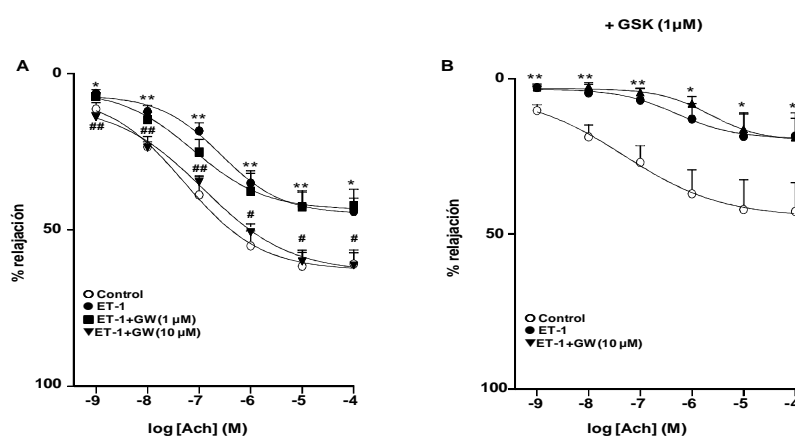 + GSK (1µM)
A
B
0
50
100
% relajación
* ** ** ** ** *
## ## ## # # #
Control
ET-1
ET-1+GW (1 µM)
ET-1+GW (10 µM)
-9 -8 -7 -6 -5 -4
log [Ach] (M)
0
50
100
% relajación
** ** ** * * *
Control
ET-1
ET-1+GW (10 µM)
-9 -8 -7 -6 -5 -4
log [Ach] (M)